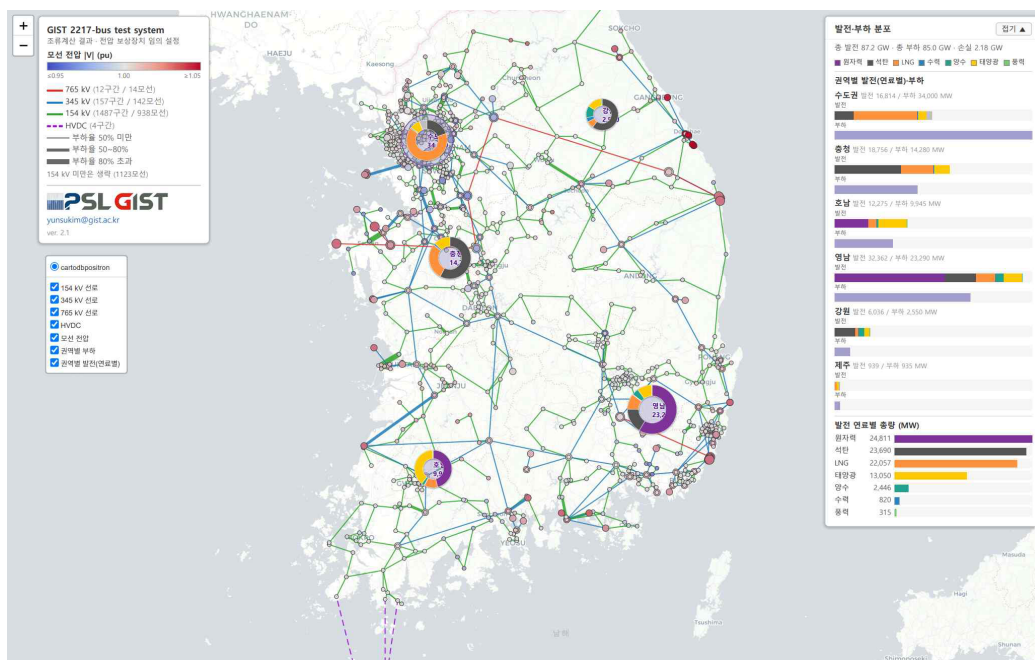 HWANGHAENAM
DO
HAEJU
Kaesong
SOKCHO
Chuncheon
ANDONG
JEONJU
YEOSU
Tsushima
남해
Masuda
Hagi
Shimonoseki
+
−
GIST 2217-bus test system
조류계산 결과 · 전압 보상장치 임의 설정
모선 전압 |V| (pu)
≤0.95 1.00 ≥1.05
765 kV (12구간 / 14모선)
345 kV (157구간 / 142모선)
154 kV (1487구간 / 938모선)
HVDC (4구간)
부하율 50% 미만
부하율 50~80%
부하율 80% 초과
154 kV 미만은 생략 (1123모선)
PSL GIST
yunsukim@gist.ac.kr
ver. 2.1
cartodbpositron
154 kV 선로
345 kV 선로
765 kV 선로
HVDC
모선 전압
권역별 부하
권역별 발전(연료별)
영남
23,2
발전·부하 분포
접기 ▲
총 발전 87.2 GW · 총 부하 85.0 GW · 손실 2.18 GW
원자력 석탄 LNG 수력 양수 태양광 풍력
권역별 발전(연료별)·부하
수도권 발전 16,814 / 부하 34,000 MW
발전
부하
충청 발전 18,756 / 부하 14,280 MW
발전
부하
호남 발전 12,275 / 부하 9,945 MW
발전
부하
영남 발전 32,362 / 부하 23,290 MW
발전
부하
강원 발전 6,036 / 부하 2,550 MW
발전
부하
제주 발전 939 / 부하 935 MW
발전
부하
발전 연료별 총량 (MW)
원자력 24,811
석탄 23,690
LNG 22,057
태양광 13,050
양수 2,446
수력 820
풍력 315